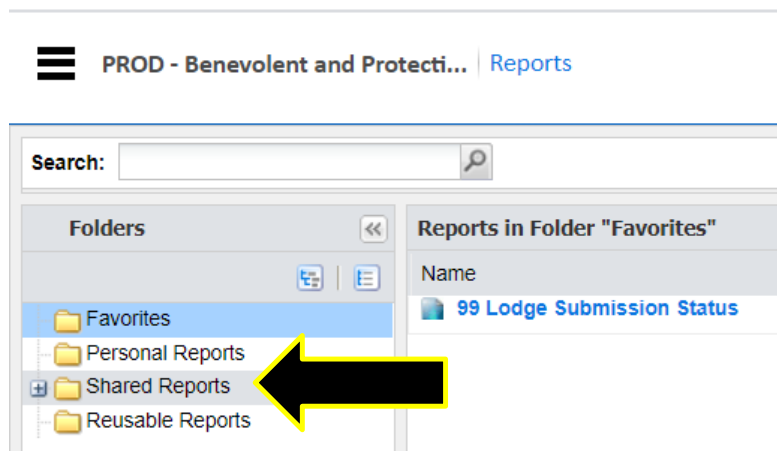 PROD - Benevolent and Protecti... Reports
Search:
Folders
Reports in Folder "Favorites"
Name
Favorites
99 Lodge Submission Status
Personal Reports
Shared Reports
Reusable Reports